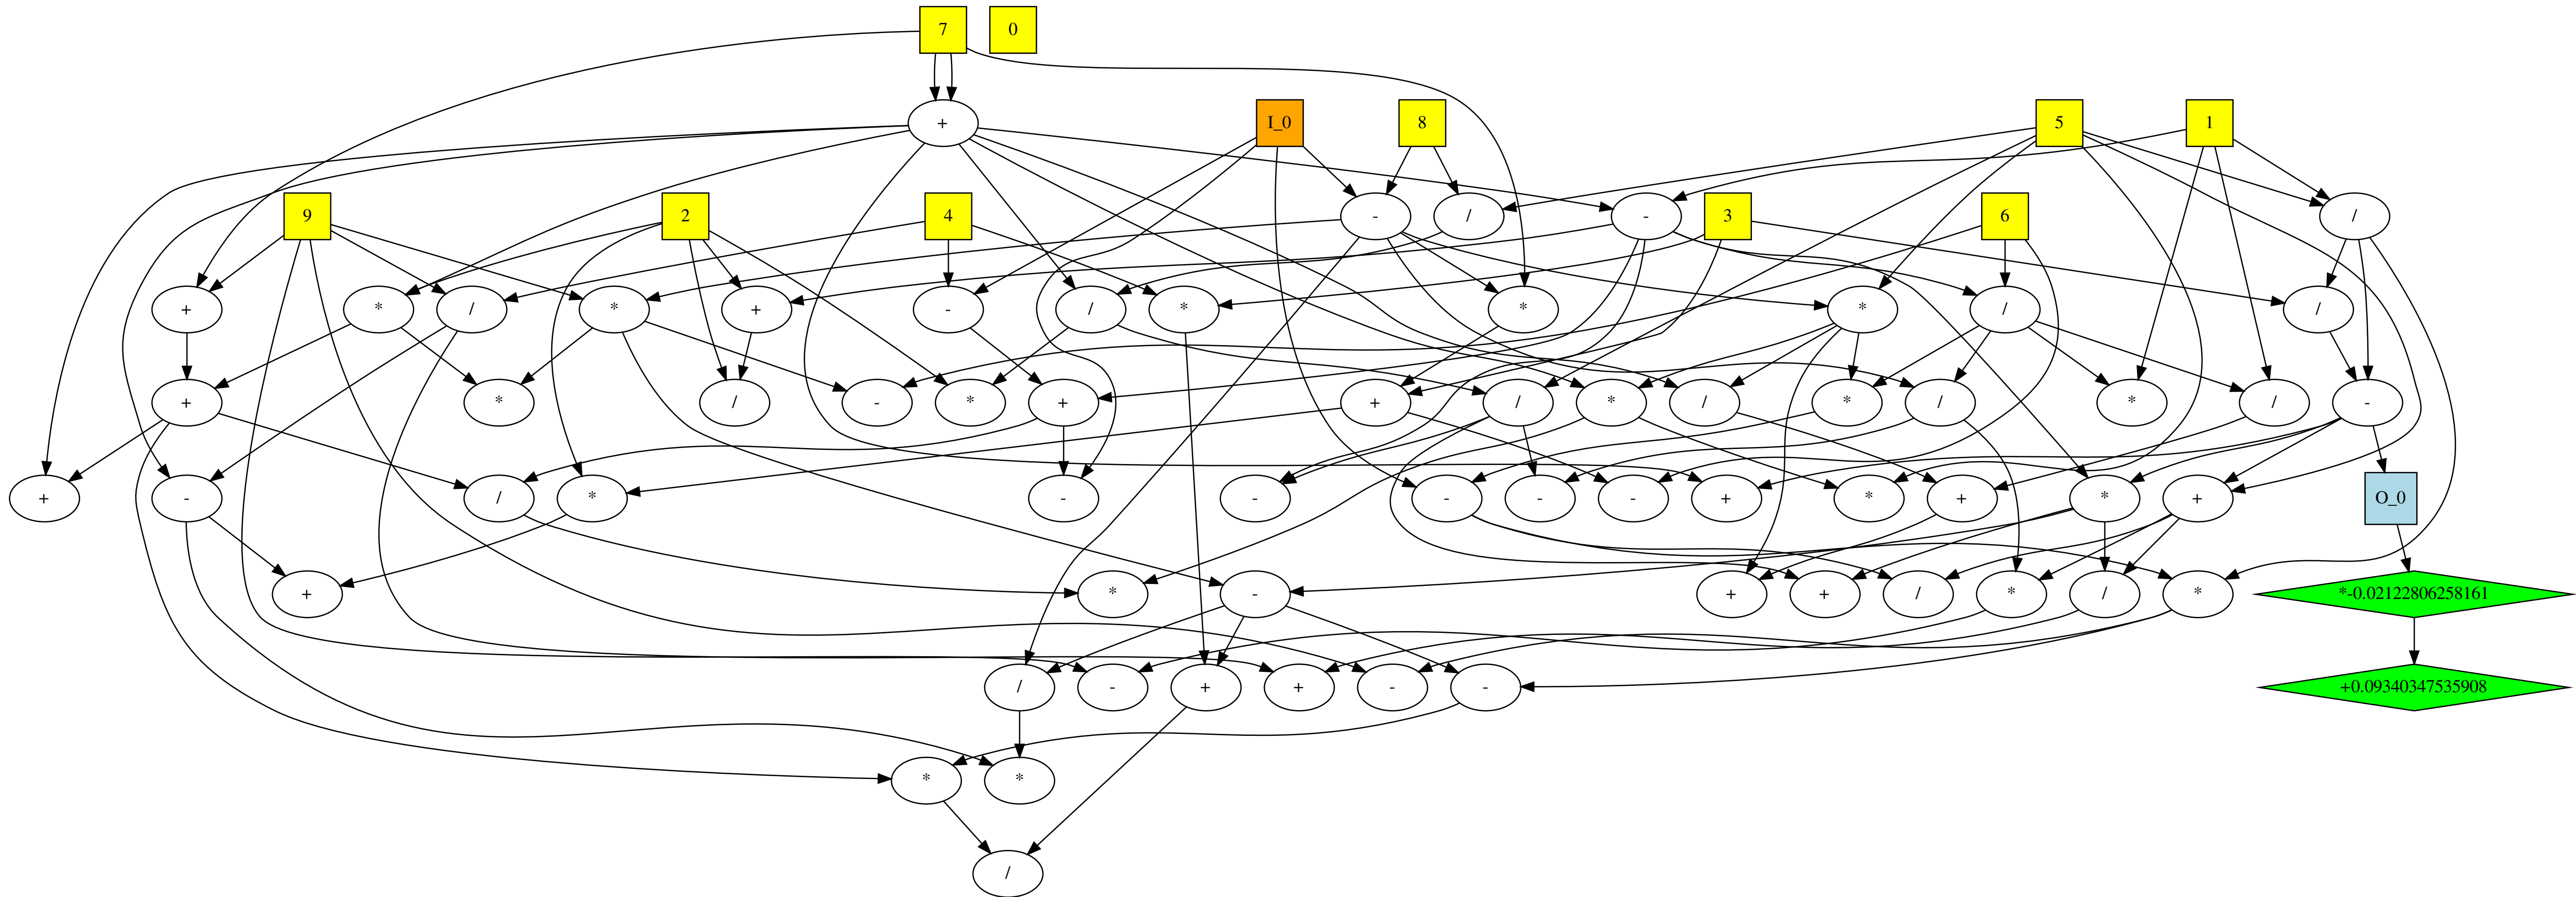 7 0
+ I_0 8 5 1
9 2 4 - / - 3 6 /
+ * / * + - / * * * / /
+ * / - * + + / * / * / * / -
+ - / * - - - - - + * + * + O_0
+ * - + + / * / * *-0.02122806258161
/ - + + - - +0.09340347535908
* *
/